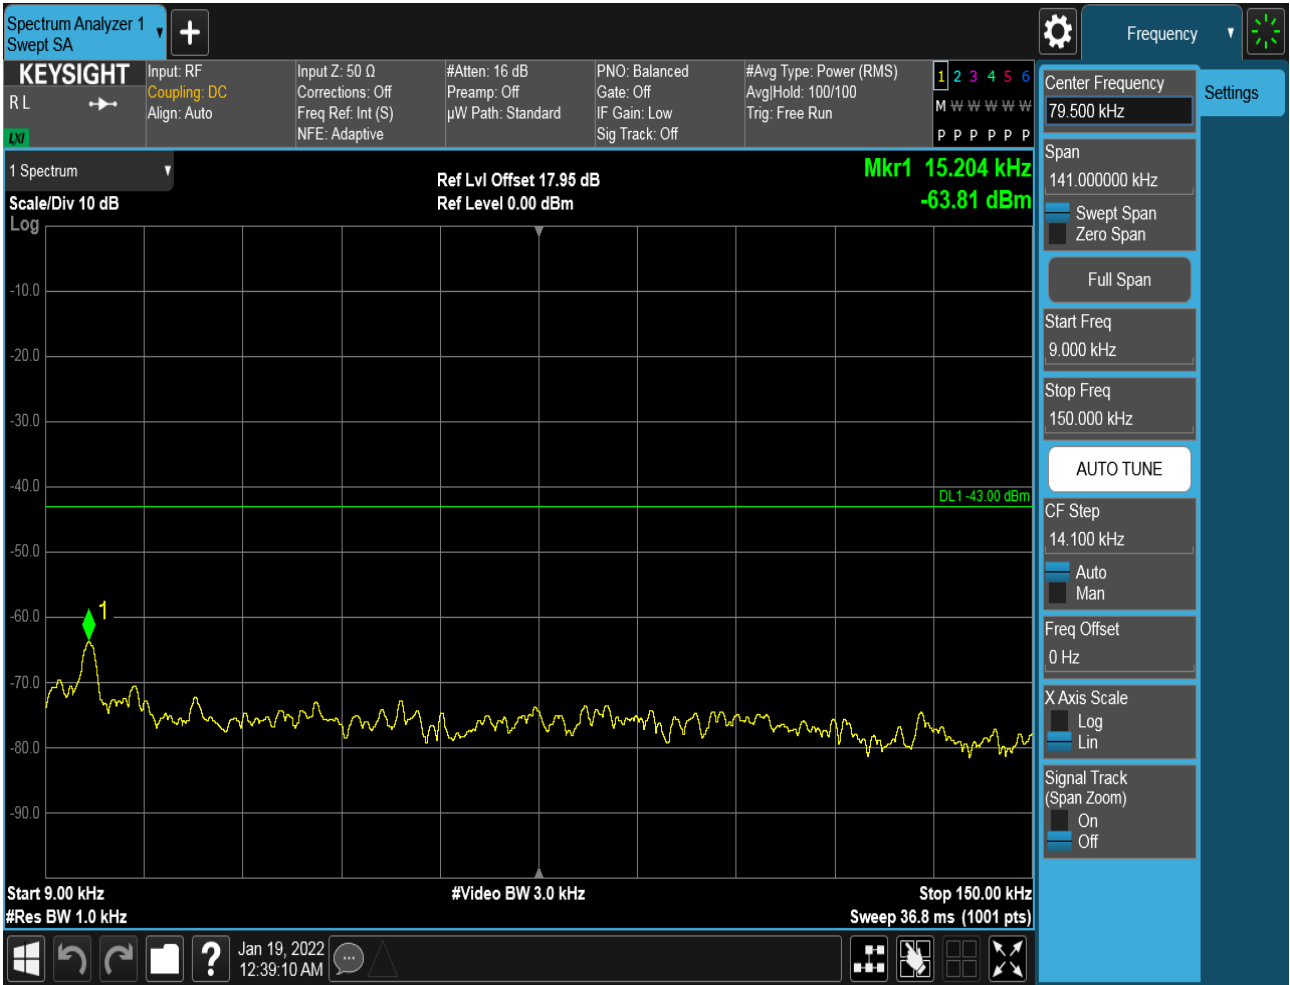 Spectrum Analyzer 1
Swept SA
Frequency
KEYSIGHT
R L
LXI
Input: RF
Coupling: DC
Align: Auto
Input Z: 50 Ω
Corrections: Off
Freq Ref: Int (S)
NFE: Adaptive
#Atten: 16 dB
Preamp: Off
µW Path: Standard
PNO: Balanced
Gate: Off
IF Gain: Low
Sig Track: Off
#Avg Type: Power (RMS)
Avg|Hold: 100/100
Trig: Free Run
1 2 3 4 5 6
M W W W W W
P P P P P P
1 Spectrum
Scale/Div 10 dB
Log
Ref Lvl Offset 17.95 dB
Ref Level 0.00 dBm
Mkr1 15.204 kHz
-63.81 dBm
-10.0
-20.0
-30.0
-40.0
DL1 -43.00 dBm
-50.0
-60.0
1
-70.0
-80.0
-90.0
Start 9.00 kHz
#Video BW 3.0 kHz
Stop 150.00 kHz
#Res BW 1.0 kHz
Sweep 36.8 ms (1001 pts)
Center Frequency
79.500 kHz
Settings
Span
141.000000 kHz
Swept Span
Zero Span
Full Span
Start Freq
9.000 kHz
Stop Freq
150.000 kHz
AUTO TUNE
CF Step
14.100 kHz
Auto
Man
Freq Offset
0 Hz
X Axis Scale
Log
Lin
Signal Track
(Span Zoom)
On
Off
?
Jan 19, 2022
12:39:10 AM